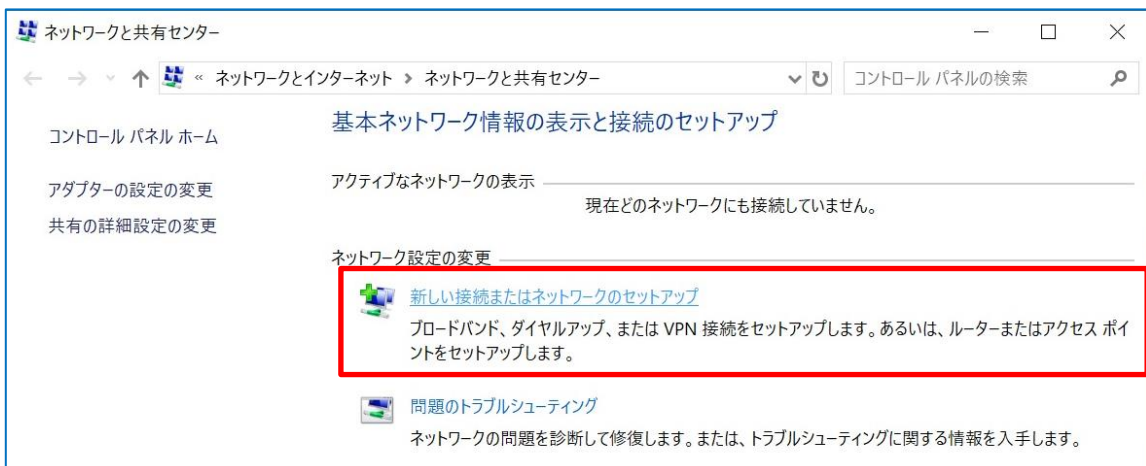 ネットワークと共有センター
« ネットワークとインターネット > ネットワークと共有センター
コントロール パネルの検索
コントロール パネル ホーム
アダプターの設定の変更
共有の詳細設定の変更
基本ネットワーク情報の表示と接続のセットアップ
アクティブなネットワークの表示
現在どのネットワークにも接続していません。
ネットワーク設定の変更
新しい接続またはネットワークのセットアップ
ブロードバンド、ダイヤルアップ、または VPN 接続をセットアップします。あるいは、ルーターまたはアクセス ポイ
ントをセットアップします。
問題のトラブルシューティング
ネットワークの問題を診断して修復します。または、トラブルシューティングに関する情報を入手します。